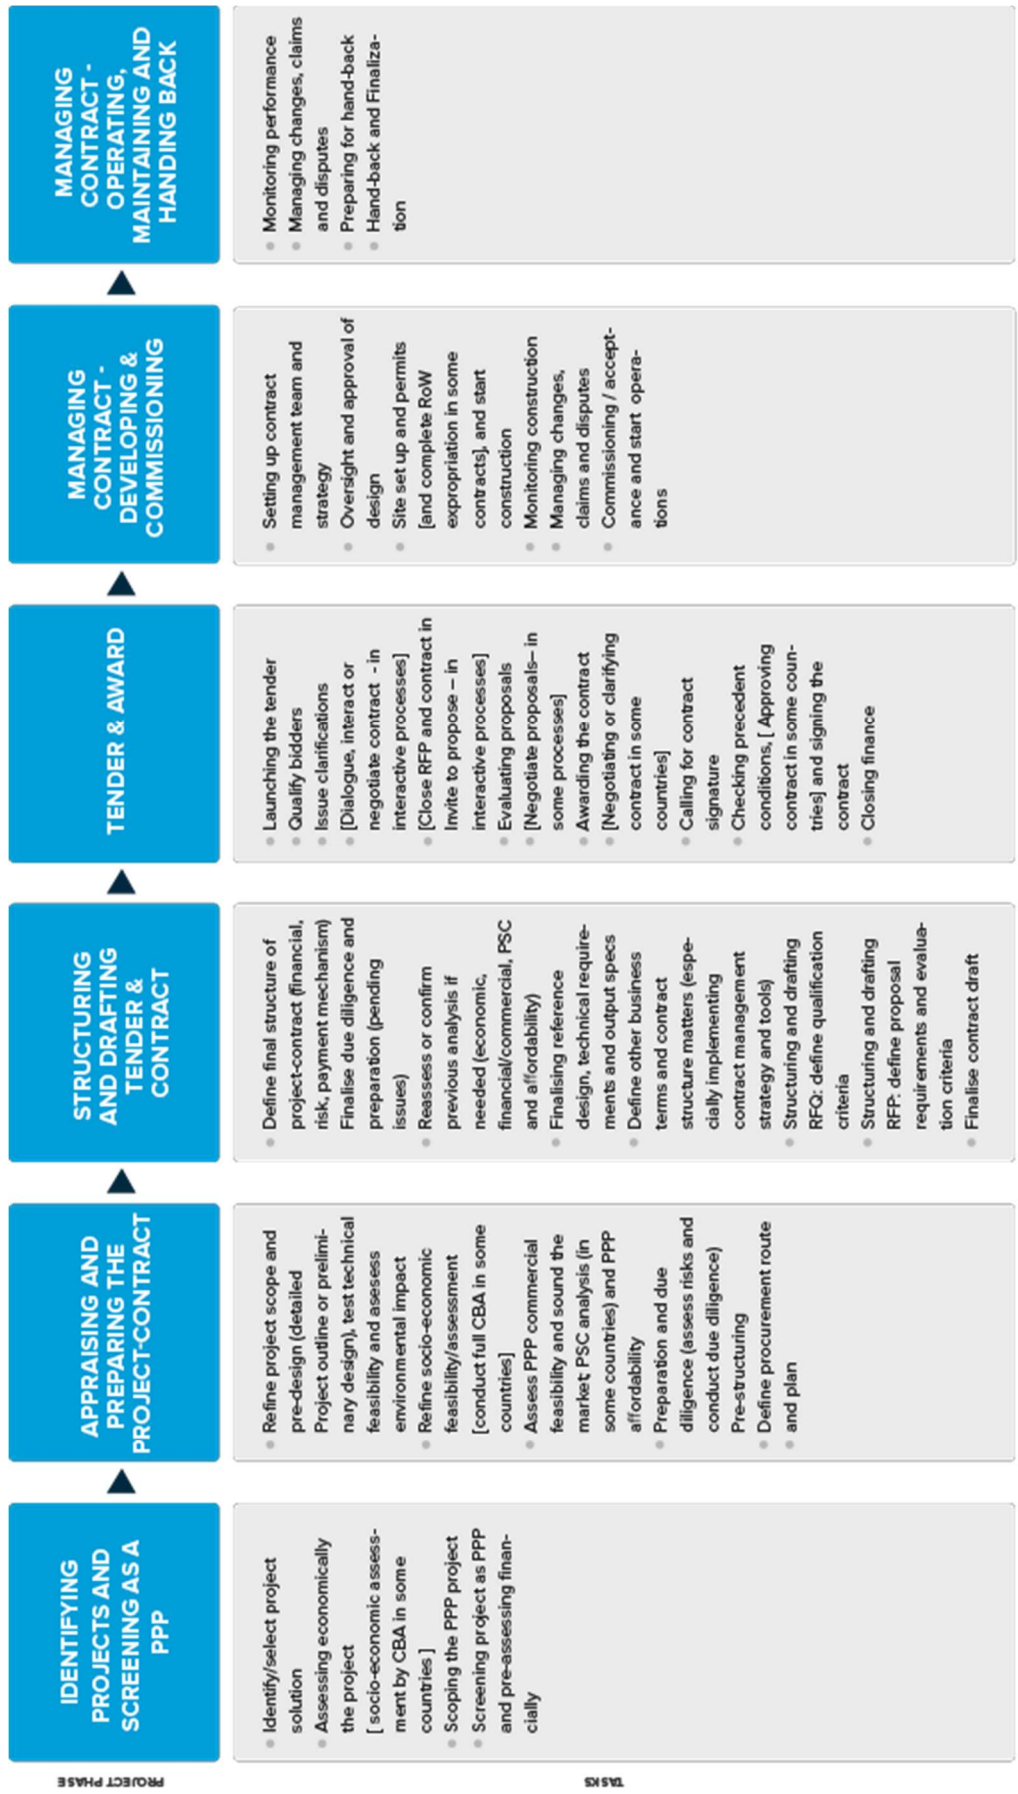 PROJECT PHASE
IDENTIFYING
PROJECTS AND
SCREENING AS A
PPP
APPRAISING AND
PREPARING THE
PROJECT-CONTRACT
STRUCTURING
AND DRAFTING
TENDER &
CONTRACT
TENDER & AWARD
MANAGING
CONTRACT -
DEVELOPING &
COMMISSIONING
MANAGING
CONTRACT -
OPERATING,
MAINTAINING AND
HANDING BACK
TASKS
• Identify/select project
solution
• Assessing economically
the project
[ socio-economic assess-
ment by CBA in some
countries ]
• Scoping the PPP project
• Screening project as PPP
and pre-assessing finan-
cially
• Refine project scope and
pre-design (detailed
Project outline or prelimi-
nary design), test technical
feasibility and asesess
environmental impact
• Refine socio-economic
feasibility/assessment
[conduct full CBA in some
countries]
• Assess PPP commercial
feasibility and sound the
market; PSC analysis (in
some countries) and PPP
affordability
• Preparation and due
diligence (assess risks and
conduct due diligence)
Pre-structuring
• Define procurement route
• and plan
• Define final structure of
project-contract (financial,
risk, payment mechanism)
Finalise due diligence and
preparation (pending
issues)
• Reassess or confirm
previous analysis if
needed (economic,
financial/commercial, PSC
and affordability)
• Finalising reference
design, technical require-
ments and output specs
• Define other business
terms and contract
structure matters (espe-
cially implementing
contract management
strategy and tools)
• Structuring and drafting
RFQ: define qualification
criteria
• Structuring and drafting
RFP: define proposal
requirements and evalua-
tion criteria
• Finalise contract draft
• Launching the tender
• Qualify bidders
• Issue clarifications
• [Dialogue, interact or
negotiate contract - in
interactive processes]
• [Close RFP and contract in
Invite to propose – in
interactive processes]
• Evaluating proposals
• [Negotiate proposals– in
some processes]
• Awarding the contract
• [Negotiating or clarifying
contract in some
countries]
• Calling for contract
signature
• Checking precedent
conditions, [ Approving
contract in some coun-
tries] and signing the
contract
• Closing finance
• Setting up contract
management team and
strategy
• Oversight and approval of
design
• Site set up and permits
[and complete RoW
expropriation in some
contracts], and start
construction
• Monitoring construction
• Managing changes,
claims and disputes
• Commissioning / accept-
ance and start opera-
tions
• Monitoring performance
• Managing changes, claims
and disputes
• Preparing for hand-back
• Hand-back and Finaliza-
tion